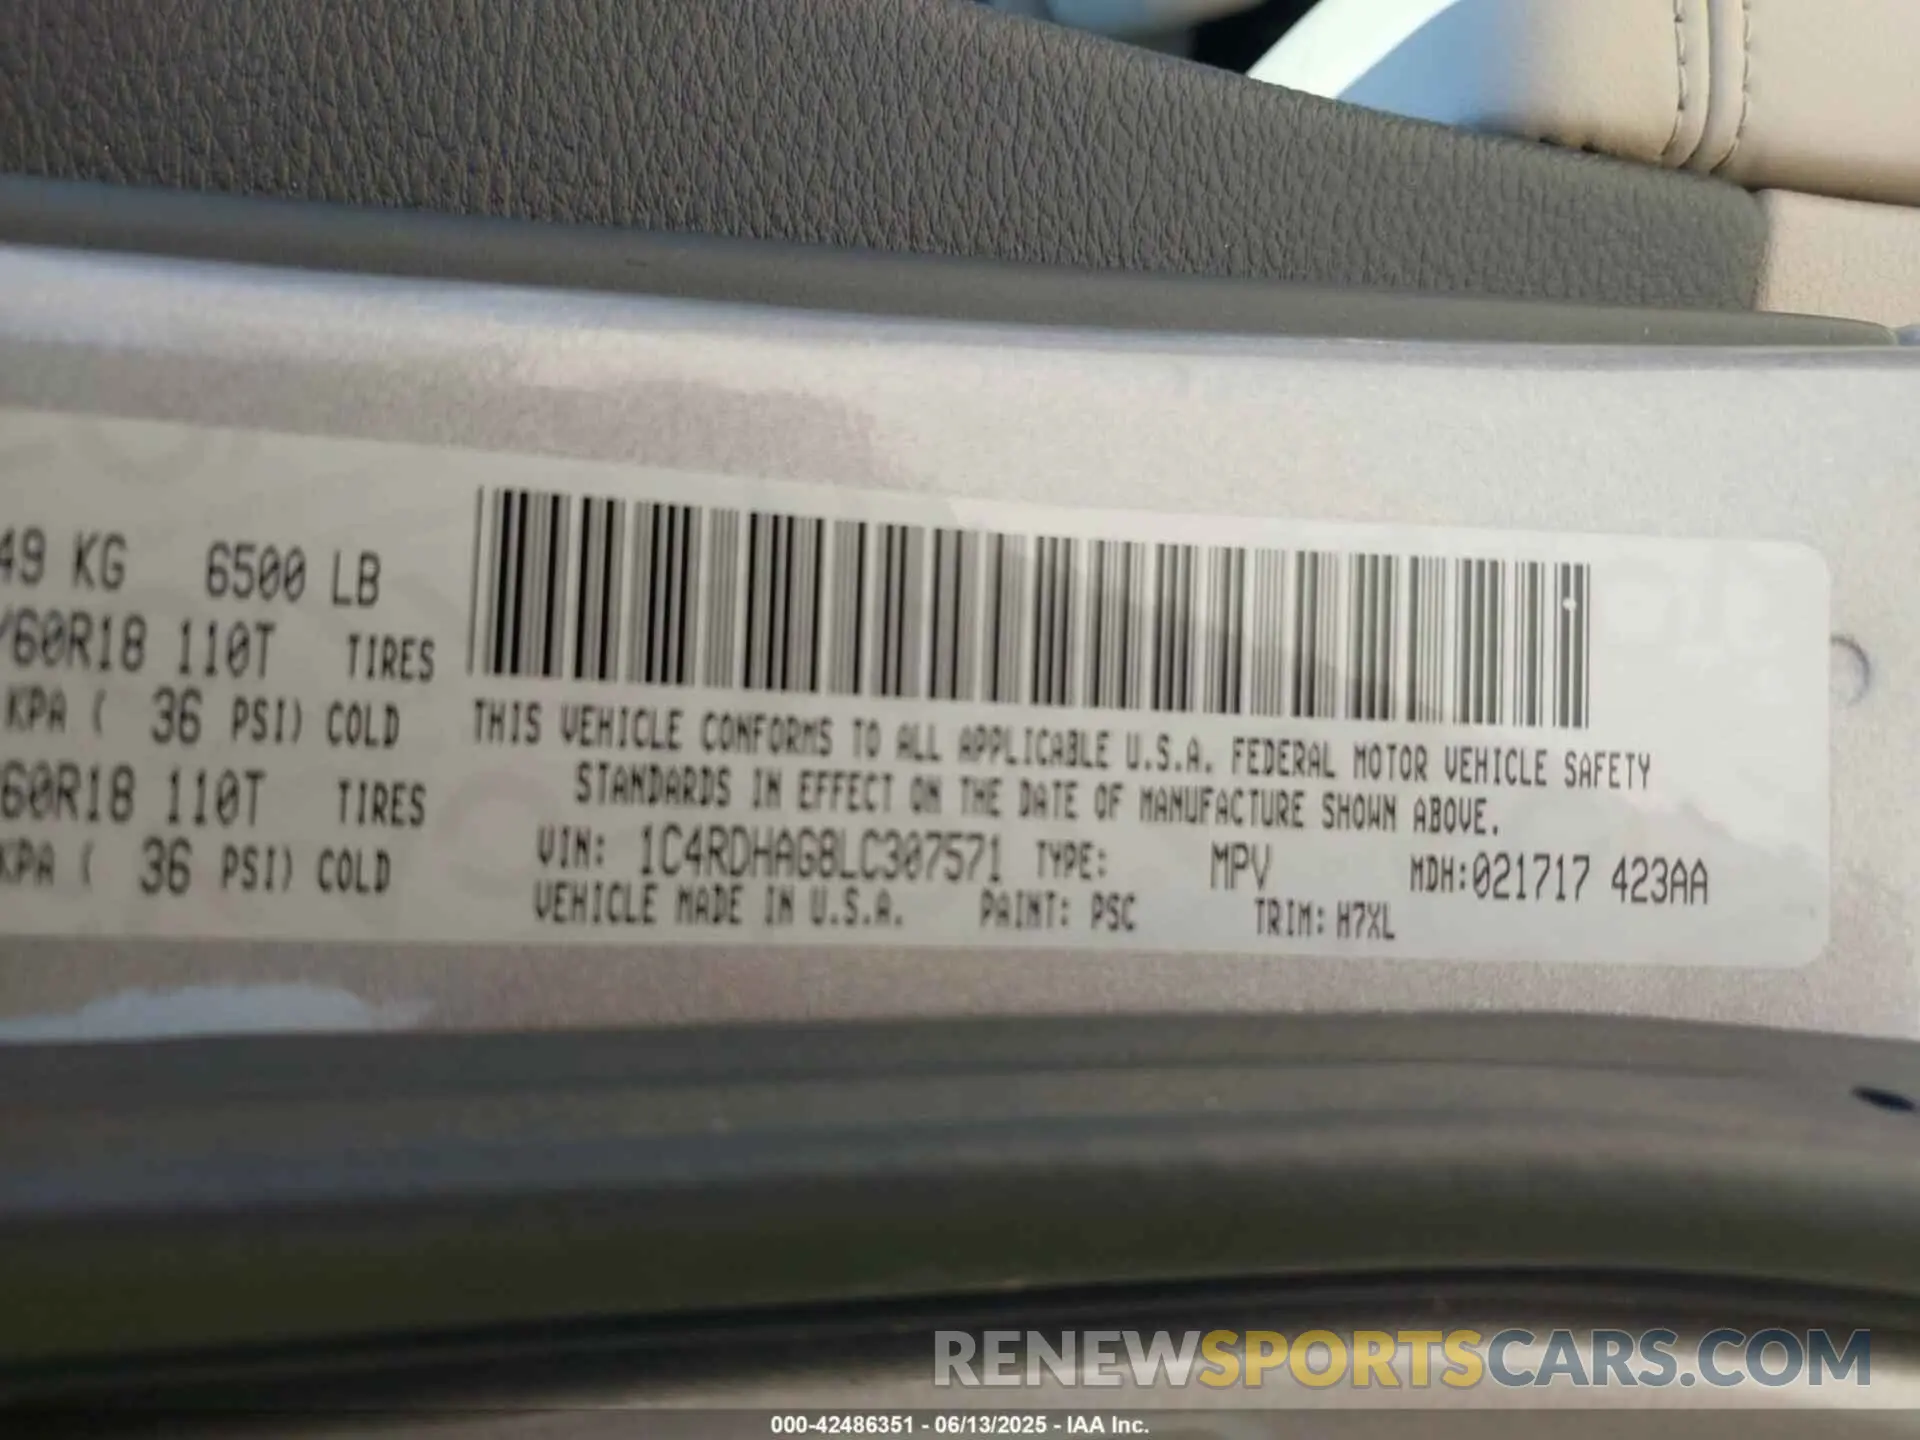 49 KG 6500 LB
/60R18 110T TIRES
KPA ( 36 PSI) COLD
60R18 110T TIRES
KPA ( 36 PSI) COLD
THIS VEHICLE CONFORMS TO ALL APPLICABLE U.S.A. FEDERAL MOTOR VEHICLE SAFETY
STANDARDS IN EFFECT ON THE DATE OF MANUFACTURE SHOWN ABOVE.
VIN: 1C4RDHAG8LC307571 TYPE: MPV MDH:021717 423AA
VEHICLE MADE IN U.S.A. PAINT: PSC TRIM: H7XL
RENEWSPORTSCARS.COM
000-42486351 - 06/13/2025 - IAA Inc.